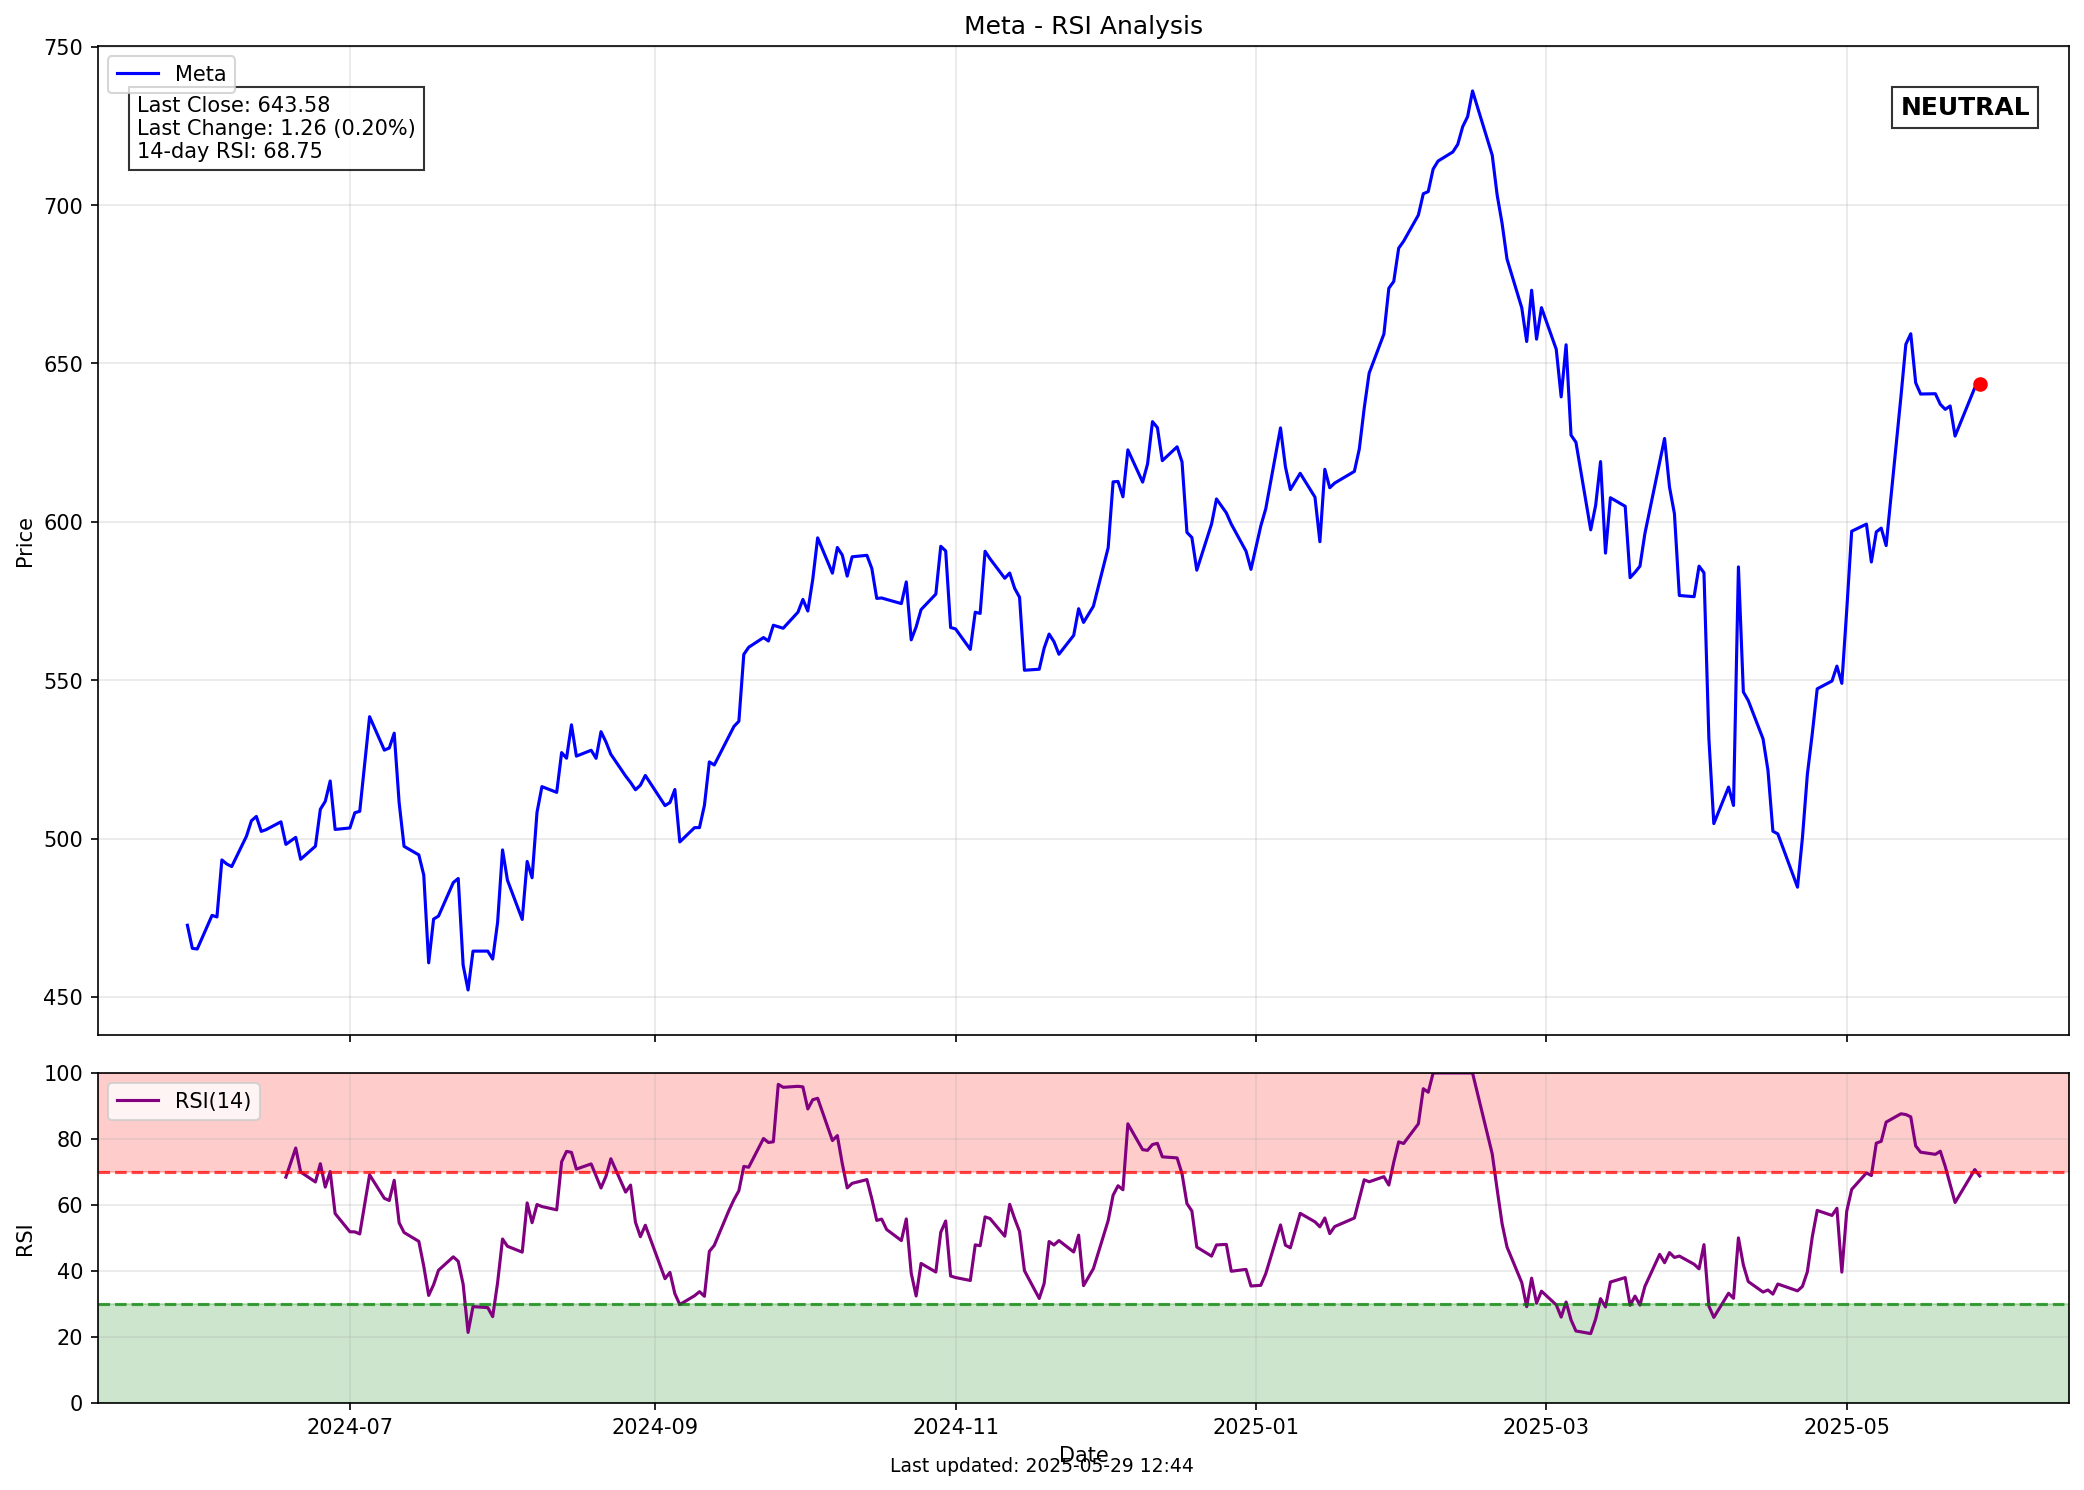 Meta - RSI Analysis
750
700
650
600
550
500
450
Price
Meta
Last Close: 643.58
Last Change: 1.26 (0.20%)
14-day RSI: 68.75
NEUTRAL
100
80
60
40
20
0
RSI
RSI(14)
2024-07
2024-09
2024-11
2025-01
2025-03
2025-05
Date
Last updated: 2025-05-29 12:44